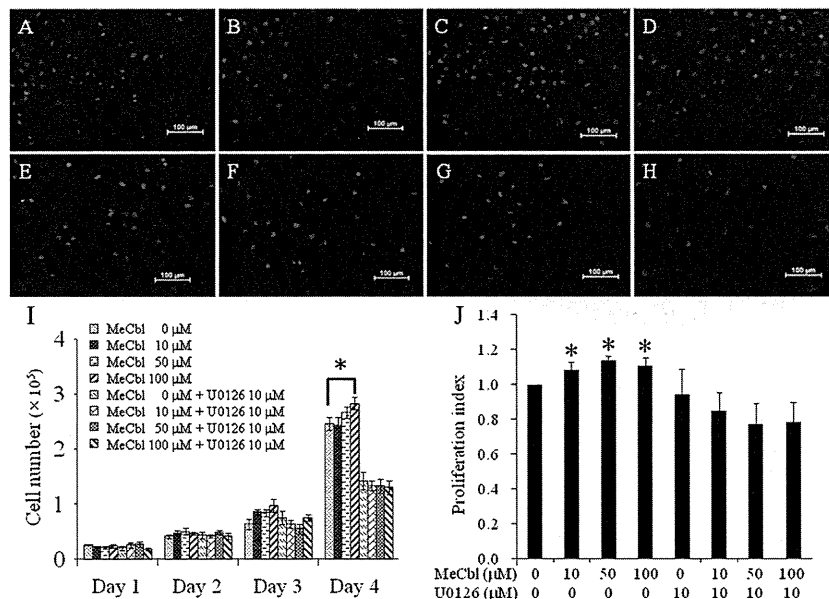 A
B
C
D
100 µm
100 µm
100 µm
100 µm
E
F
G
H
100 µm
100 µm
100 µm
100 µm
I
Cell number (×10⁵)
4
3
2
1
0
MeCbl 0 µM
MeCbl 10 µM
MeCbl 50 µM
MeCbl 100 µM
MeCbl 0 µM + U0126 10 µM
MeCbl 10 µM + U0126 10 µM
MeCbl 50 µM + U0126 10 µM
MeCbl 100 µM + U0126 10 µM
*
Day 1 Day 2 Day 3 Day 4
J
Proliferation index
1.4
1.2
1.0
0.8
0.6
0.4
0.2
0.0
* * *
MeCbl (µM) 0 10 50 100 0 10 50 100
U0126 (µM) 0 0 0 0 10 10 10 10